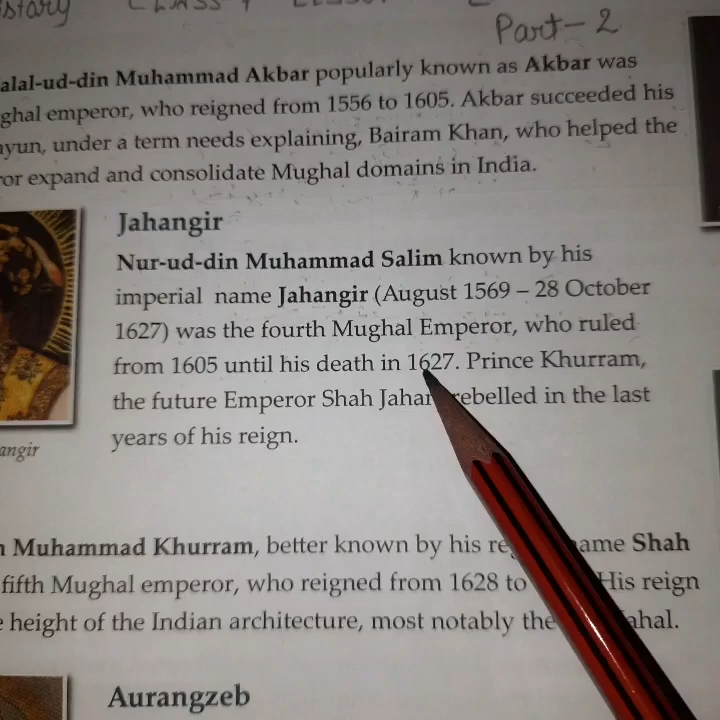 Part-2
alal-ud-din Muhammad Akbar popularly known as Akbar was
ghal emperor, who reigned from 1556 to 1605. Akbar succeeded his
ayun, under a term needs explaining, Bairam Khan, who helped the
ror expand and consolidate Mughal domains in India.
Jahangir
Nur-ud-din Muhammad Salim known by his
imperial name Jahangir (August 1569 – 28 October
1627) was the fourth Mughal Emperor, who ruled
from 1605 until his death in 1627. Prince Khurram,
the future Emperor Shah Jahan rebelled in the last
years of his reign.
angir
Muhammad Khurram, better known by his ame Shah
fifth Mughal emperor, who reigned from 1628 to His reign
e height of the Indian architecture, most notably the ahal.
Aurangzeb